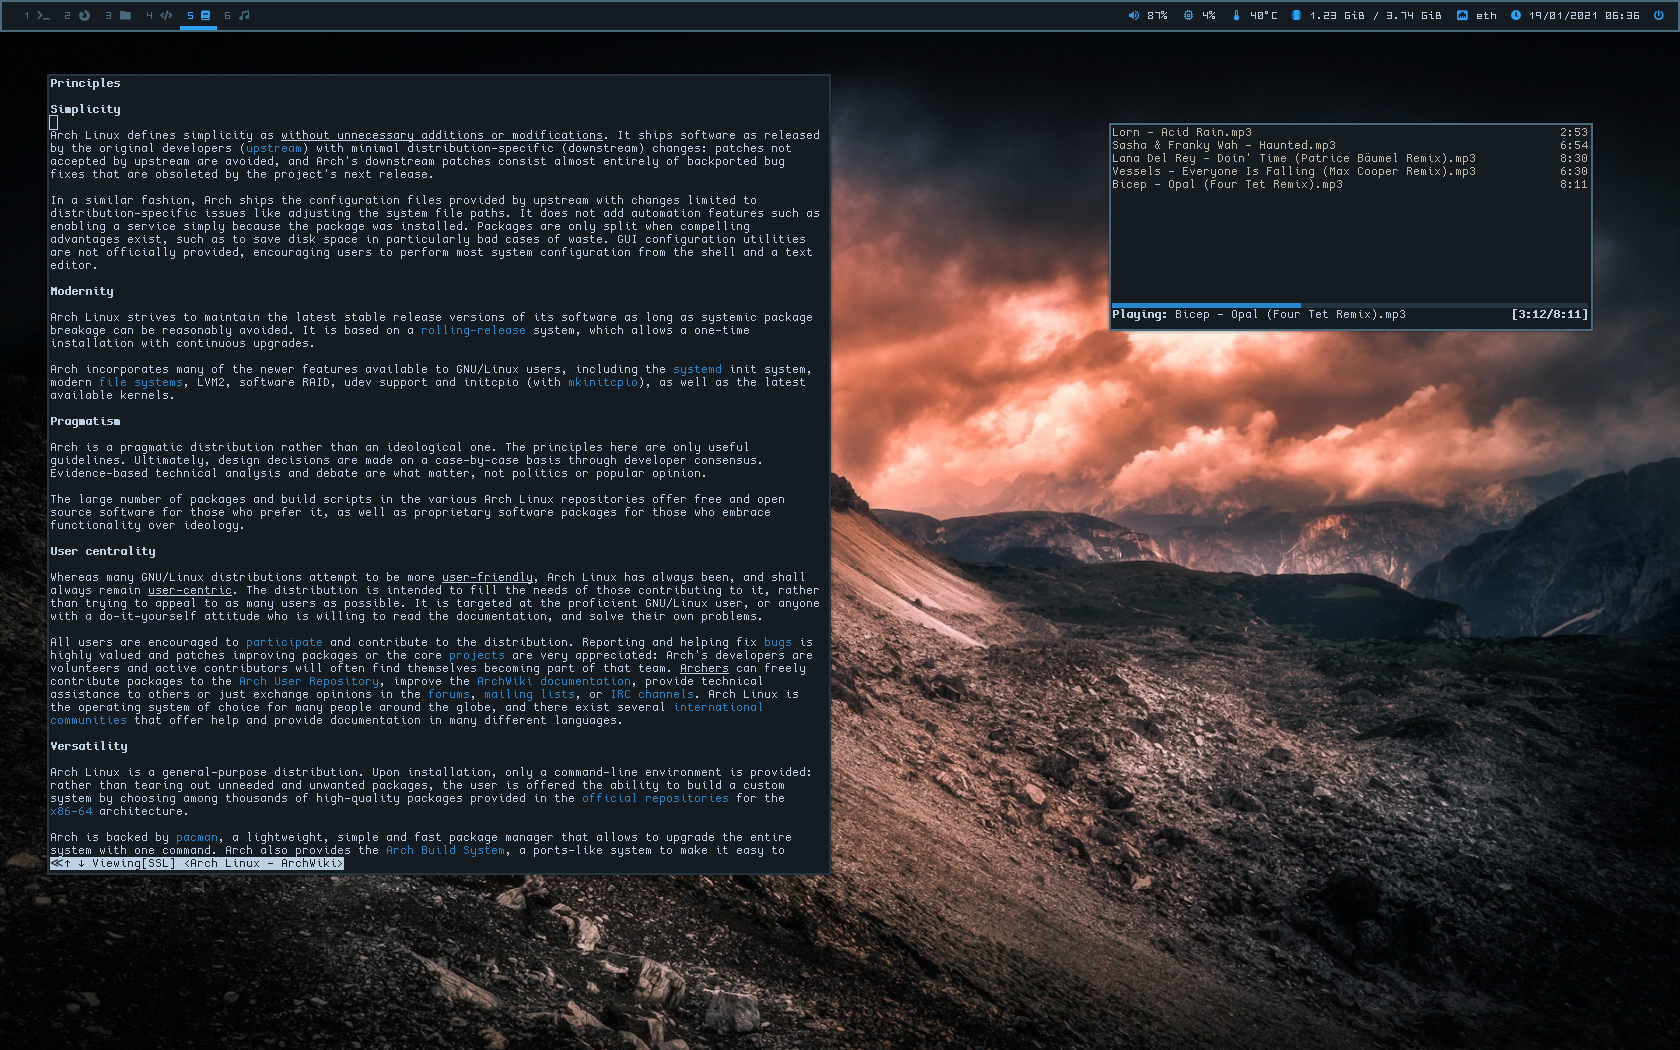 1 2 3 4 5 6
87% 4% 40°C 1.23 GiB / 3.74 GiB eth 19/01/2021 06:36
Principles
Simplicity
Arch Linux defines simplicity as without unnecessary additions or modifications. It ships software as released
by the original developers (upstream) with minimal distribution-specific (downstream) changes: patches not
accepted by upstream are avoided, and Arch's downstream patches consist almost entirely of backported bug
fixes that are obsoleted by the project's next release.
In a similar fashion, Arch ships the configuration files provided by upstream with changes limited to
distribution-specific issues like adjusting the system file paths. It does not add automation features such as
enabling a service simply because the package was installed. Packages are only split when compelling
advantages exist, such as to save disk space in particularly bad cases of waste. GUI configuration utilities
are not officially provided, encouraging users to perform most system configuration from the shell and a text
editor.
Modernity
Arch Linux strives to maintain the latest stable release versions of its software as long as systemic package
breakage can be reasonably avoided. It is based on a rolling-release system, which allows a one-time
installation with continuous upgrades.
Arch incorporates many of the newer features available to GNU/Linux users, including the systemd init system,
modern file systems, LVM2, software RAID, udev support and initcpio (with mkinitcpio), as well as the latest
available kernels.
Pragmatism
Arch is a pragmatic distribution rather than an ideological one. The principles here are only useful
guidelines. Ultimately, design decisions are made on a case-by-case basis through developer consensus.
Evidence-based technical analysis and debate are what matter, not politics or popular opinion.
The large number of packages and build scripts in the various Arch Linux repositories offer free and open
source software for those who prefer it, as well as proprietary software packages for those who embrace
functionality over ideology.
User centrality
Whereas many GNU/Linux distributions attempt to be more user-friendly, Arch Linux has always been, and shall
always remain user-centric. The distribution is intended to fill the needs of those contributing to it, rather
than trying to appeal to as many users as possible. It is targeted at the proficient GNU/Linux user, or anyone
with a do-it-yourself attitude who is willing to read the documentation, and solve their own problems.
All users are encouraged to participate and contribute to the distribution. Reporting and helping fix bugs is
highly valued and patches improving packages or the core projects are very appreciated: Arch's developers are
volunteers and active contributors will often find themselves becoming part of that team. Archers can freely
contribute packages to the Arch User Repository, improve the ArchWiki documentation, provide technical
assistance to others or just exchange opinions in the forums, mailing lists, or IRC channels. Arch Linux is
the operating system of choice for many people around the globe, and there exist several international
communities that offer help and provide documentation in many different languages.
Versatility
Arch Linux is a general-purpose distribution. Upon installation, only a command-line environment is provided:
rather than tearing out unneeded and unwanted packages, the user is offered the ability to build a custom
system by choosing among thousands of high-quality packages provided in the official repositories for the
x86-64 architecture.
Arch is backed by pacman, a lightweight, simple and fast package manager that allows to upgrade the entire
system with one command. Arch also provides the Arch Build System, a ports-like system to make it easy to
≪↑ ↓ Viewing[SSL] <Arch Linux - ArchWiki>
Lorn - Acid Rain.mp3 2:53
Sasha & Franky Wah - Haunted.mp3 6:54
Lana Del Rey - Doin' Time (Patrice Bäumel Remix).mp3 8:30
Vessels - Everyone Is Falling (Max Cooper Remix).mp3 6:30
Bicep - Opal (Four Tet Remix).mp3 8:11
Playing: Bicep - Opal (Four Tet Remix).mp3 [3:12/8:11]